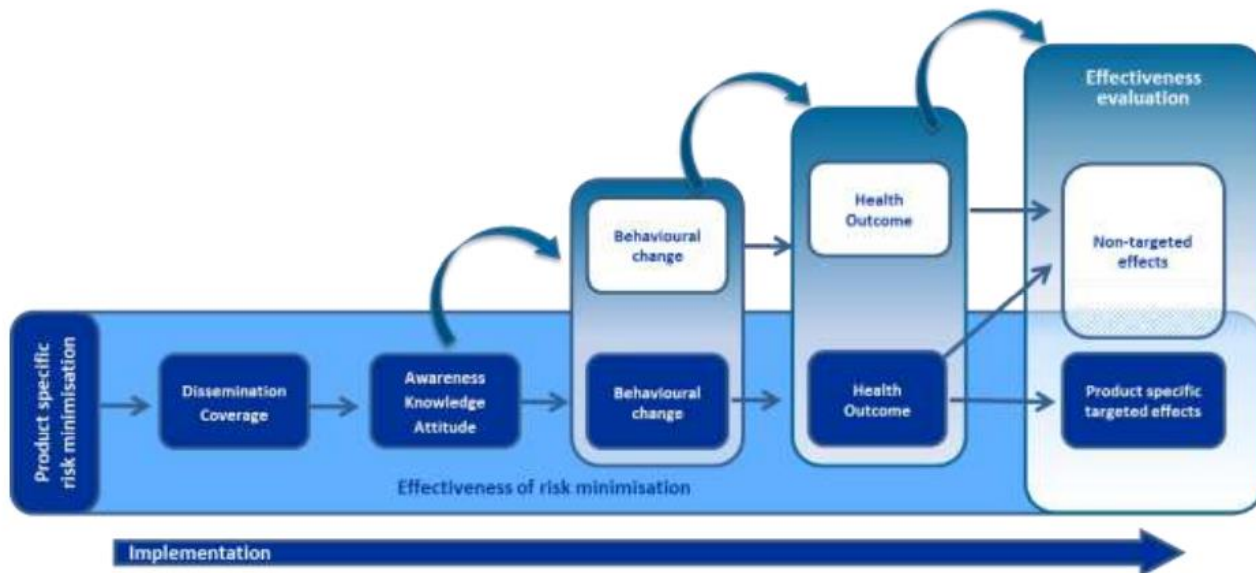 Effectiveness
evaluation
Health
Outcome
Behavioural
change
Non-targeted
effects
Product specific
risk minimisation
Dissemination
Coverage
Awareness
Knowledge
Attitude
Behavioural
change
Health
Outcome
Product specific
targeted effects
Effectiveness of risk minimisation
Implementation